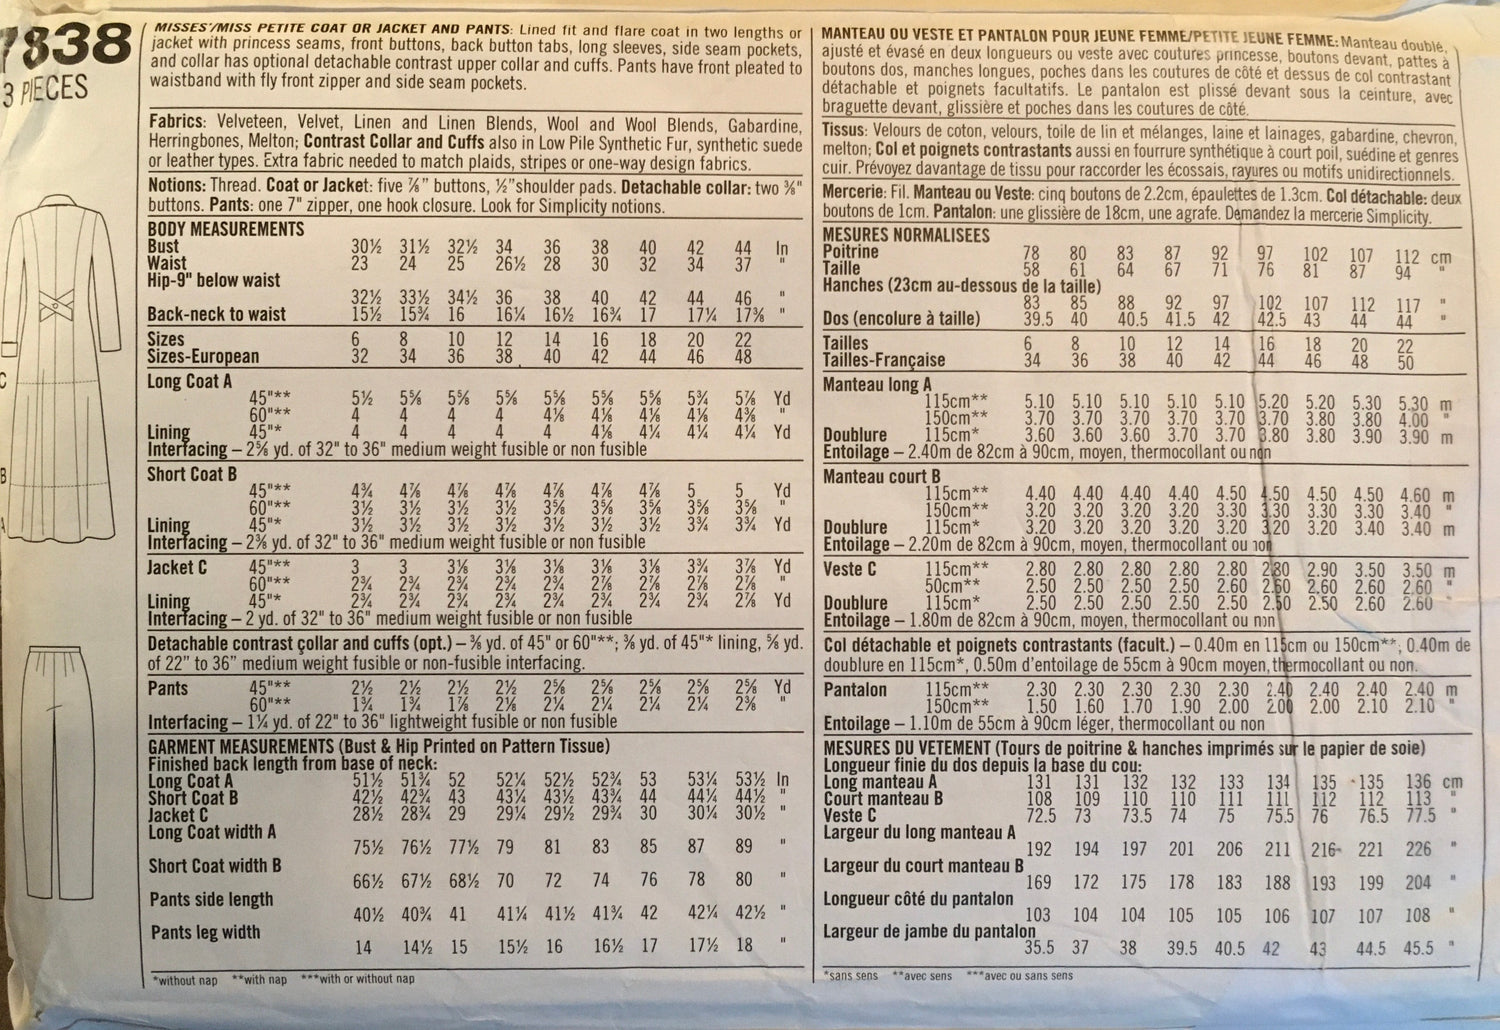 7838
3 PIECES
C
B
A
MISSES'/MISS PETITE COAT OR JACKET AND PANTS: Lined fit and flare coat in two lengths or
jacket with princess seams, front buttons, back button tabs, long sleeves, side seam pockets,
and collar has optional detachable contrast upper collar and cuffs. Pants have front pleated to
waistband with fly front zipper and side seam pockets.
Fabrics: Velveteen, Velvet, Linen and Linen Blends, Wool and Wool Blends, Gabardine,
Herringbones, Melton; Contrast Collar and Cuffs also in Low Pile Synthetic Fur, synthetic suede
or leather types. Extra fabric needed to match plaids, stripes or one-way design fabrics.
Notions: Thread. Coat or Jacket: five ⅞" buttons, ½"shoulder pads. Detachable collar: two ⅜"
buttons. Pants: one 7" zipper, one hook closure. Look for Simplicity notions.
BODY MEASUREMENTS
Bust 30½ 31½ 32½ 34 36 38 40 42 44 In
Waist 23 24 25 26½ 28 30 32 34 37 "
Hip-9" below waist
32½ 33½ 34½ 36 38 40 42 44 46 "
Back-neck to waist 15½ 15¾ 16 16¼ 16½ 16¾ 17 17¼ 17⅜ "
Sizes 6 8 10 12 14 16 18 20 22
Sizes-European 32 34 36 38 40 42 44 46 48
Long Coat A
45"** 5½ 5⅝ 5⅝ 5⅝ 5⅝ 5⅝ 5⅝ 5¾ 5⅞ Yd
60"** 4 4 4 4 4⅛ 4⅛ 4⅛ 4⅛ 4⅜ "
Lining 45"* 4 4 4 4 4 4⅛ 4¼ 4¼ 4¼ Yd
Interfacing – 2⅝ yd. of 32" to 36" medium weight fusible or non fusible
Short Coat B
45"** 4¾ 4⅞ 4⅞ 4⅞ 4⅞ 4⅞ 4⅞ 5 5 Yd
60"** 3½ 3½ 3½ 3½ 3⅝ 3⅝ 3⅝ 3⅝ 3⅝ "
Lining 45"* 3½ 3½ 3½ 3½ 3½ 3½ 3½ 3¾ 3¾ Yd
Interfacing – 2⅜ yd. of 32" to 36" medium weight fusible or non fusible
Jacket C 45"** 3 3 3⅛ 3⅛ 3⅛ 3⅛ 3⅛ 3¾ 3⅞ Yd
60"** 2¾ 2¾ 2¾ 2¾ 2¾ 2⅞ 2⅞ 2⅞ 2⅞ "
Lining 45"* 2¾ 2¾ 2¾ 2¾ 2¾ 2¾ 2¾ 2¾ 2⅞ Yd
Interfacing – 2 yd. of 32" to 36" medium weight fusible or non fusible
Detachable contrast collar and cuffs (opt.) – ⅜ yd. of 45" or 60"**; ⅜ yd. of 45"* lining, ⅝ yd.
of 22" to 36" medium weight fusible or non-fusible interfacing.
Pants 45"** 2½ 2½ 2½ 2½ 2⅝ 2⅝ 2⅝ 2⅝ 2⅝ Yd
60"** 1¾ 1¾ 1⅞ 2⅛ 2¼ 2¼ 2¼ 2¼ 2⅜ "
Interfacing – 1¼ yd. of 22" to 36" lightweight fusible or non fusible
GARMENT MEASUREMENTS (Bust & Hip Printed on Pattern Tissue)
Finished back length from base of neck:
Long Coat A 51½ 51¾ 52 52¼ 52½ 52¾ 53 53¼ 53½ In
Short Coat B 42½ 42¾ 43 43¼ 43½ 43¾ 44 44¼ 44½ "
Jacket C 28½ 28¾ 29 29¼ 29½ 29¾ 30 30¼ 30½ "
Long Coat width A
75½ 76½ 77½ 79 81 83 85 87 89 "
Short Coat width B
66½ 67½ 68½ 70 72 74 76 78 80 "
Pants side length
40½ 40¾ 41 41¼ 41½ 41¾ 42 42¼ 42½ "
Pants leg width
14 14½ 15 15½ 16 16½ 17 17½ 18 "
*without nap **with nap ***with or without nap
MANTEAU OU VESTE ET PANTALON POUR JEUNE FEMME/PETITE JEUNE FEMME: Manteau doublé,
ajusté et évasé en deux longueurs ou veste avec coutures princesse, boutons devant, pattes à
boutons dos, manches longues, poches dans les coutures de côté et dessus de col contrastant
détachable et poignets facultatifs. Le pantalon est plissé devant sous la ceinture, avec
braguette devant, glissière et poches dans les coutures de côté.
Tissus: Velours de coton, velours, toile de lin et mélanges, laine et lainages, gabardine, chevron,
melton; Col et poignets contrastants aussi en fourrure synthétique à court poil, suédine et genres
cuir. Prévoyez davantage de tissu pour raccorder les écossais, rayures ou motifs unidirectionnels.
Mercerie: Fil. Manteau ou Veste: cinq boutons de 2.2cm, épaulettes de 1.3cm. Col détachable: deux
boutons de 1cm. Pantalon: une glissière de 18cm, une agrafe. Demandez la mercerie Simplicity.
MESURES NORMALISEES
Poitrine 78 80 83 87 92 97 102 107 112 cm
Taille 58 61 64 67 71 76 81 87 94 "
Hanches (23cm au-dessous de la taille)
83 85 88 92 97 102 107 112 117 "
Dos (encolure à taille) 39.5 40 40.5 41.5 42 42.5 43 44 44 "
Tailles 6 8 10 12 14 16 18 20 22
Tailles-Française 34 36 38 40 42 44 46 48 50
Manteau long A
115cm** 5.10 5.10 5.10 5.10 5.10 5.20 5.20 5.30 5.30 m
150cm** 3.70 3.70 3.70 3.70 3.70 3.70 3.80 3.80 4.00 "
Doublure 115cm* 3.60 3.60 3.60 3.70 3.70 3.80 3.80 3.90 3.90 m
Entoilage – 2.40m de 82cm à 90cm, moyen, thermocollant ou non
Manteau court B
115cm** 4.40 4.40 4.40 4.40 4.50 4.50 4.50 4.50 4.60 m
150cm** 3.20 3.20 3.20 3.20 3.30 3.30 3.30 3.30 3.40 "
Doublure 115cm* 3.20 3.20 3.20 3.20 3.20 3.20 3.20 3.40 3.40 m
Entoilage – 2.20m de 82cm à 90cm, moyen, thermocollant ou non
Veste C 115cm** 2.80 2.80 2.80 2.80 2.80 2.80 2.90 3.50 3.50 m
50cm** 2.50 2.50 2.50 2.50 2.60 2.60 2.60 2.60 2.60 "
Doublure 115cm* 2.50 2.50 2.50 2.50 2.50 2.50 2.50 2.60 2.60 "
Entoilage – 1.80m de 82cm à 90cm, moyen, thermocollant ou non
Col détachable et poignets contrastants (facult.) – 0.40m en 115cm ou 150cm**, 0.40m de
doublure en 115cm*, 0.50m d'entoilage de 55cm à 90cm moyen, thermocollant ou non.
Pantalon 115cm** 2.30 2.30 2.30 2.30 2.30 2.40 2.40 2.40 2.40 m
150cm** 1.50 1.60 1.70 1.90 2.00 2.00 2.00 2.10 2.10 "
Entoilage – 1.10m de 55cm à 90cm léger, thermocollant ou non
MESURES DU VETEMENT (Tours de poitrine & hanches imprimés sur le papier de soie)
Longueur finie du dos depuis la base du cou:
Long manteau A 131 131 132 132 133 134 135 135 136 cm
Court manteau B 108 109 110 110 111 111 112 112 113 "
Veste C 72.5 73 73.5 74 75 75.5 76 76.5 77.5 "
Largeur du long manteau A
192 194 197 201 206 211 216 221 226 "
Largeur du court manteau B
169 172 175 178 183 188 193 199 204 "
Longueur côté du pantalon
103 104 104 105 105 106 107 107 108 "
Largeur de jambe du pantalon
35.5 37 38 39.5 40.5 42 43 44.5 45.5 "
*sans sens **avec sens ***avec ou sans sens